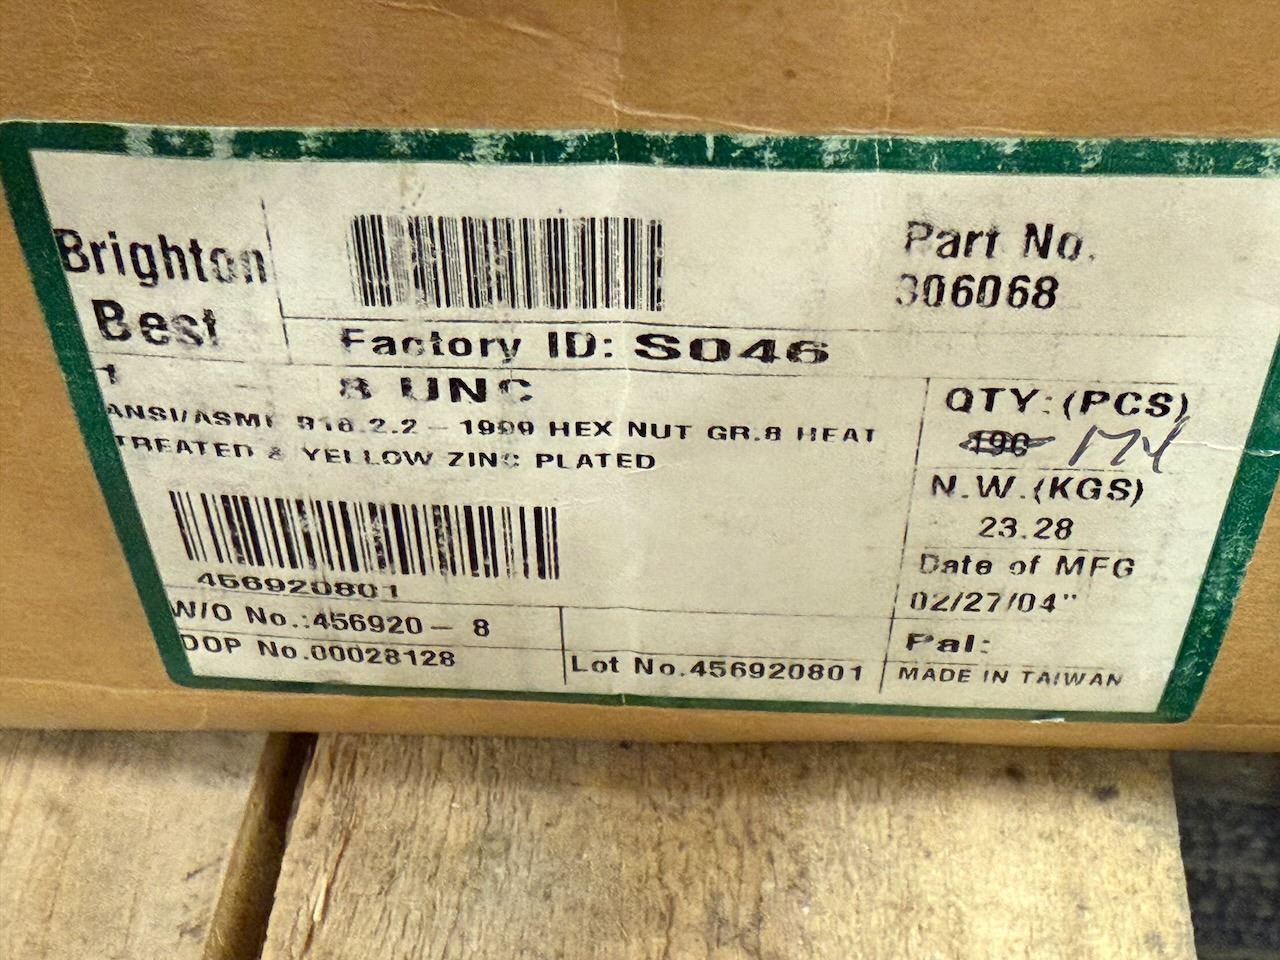 Brighton
Best
Part No.
306068
Factory ID: S046
1 8 UNC
ANSI/ASME B18.2.2 - 1999 HEX NUT GR.8 HEAT
TREATED & YELLOW ZINC PLATED
QTY: (PCS)
190 174
N.W.(KGS)
23.28
Date of MFG
02/27/04"
456920801
W/O No.:456920- 8
DOP No.00028128
Lot No.456920801
Pal:
MADE IN TAIWAN